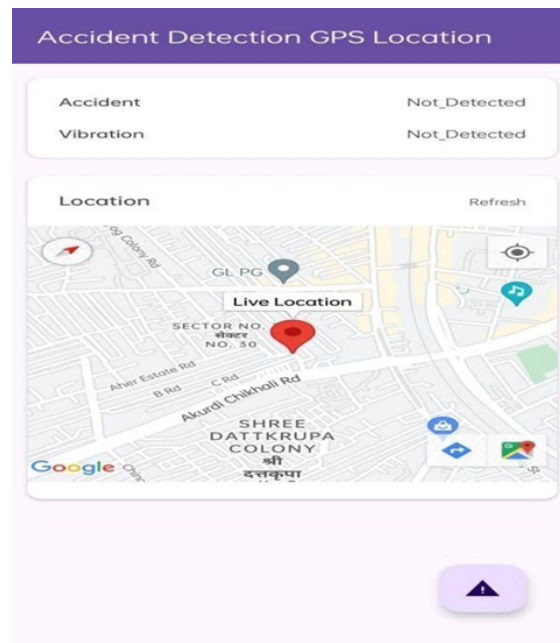 Accident Detection GPS Location
Accident Not_Detected
Vibration Not_Detected
Location Refresh
og Colony Rd
GL PG
Live Location
SECTOR NO.
सेक्टर
NO. 30
Aher Estate Rd
B Rd
C Rd
Akurdi Chikhali Rd
SHREE
DATTKRUPA
COLONY
श्री
दत्तकृपा
Google